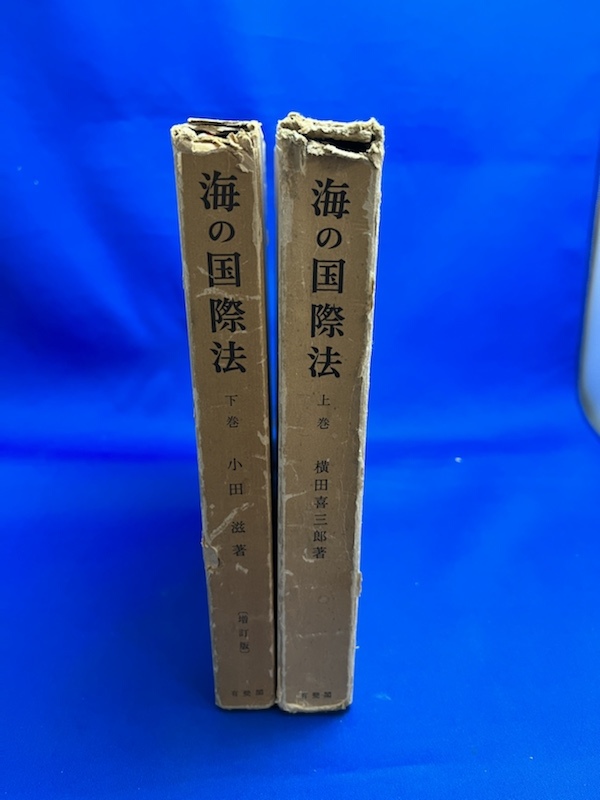 海の国際法
上巻
横田喜三郎著
有斐閣
海の国際法
下巻
小田滋著
〔増訂版〕
有斐閣